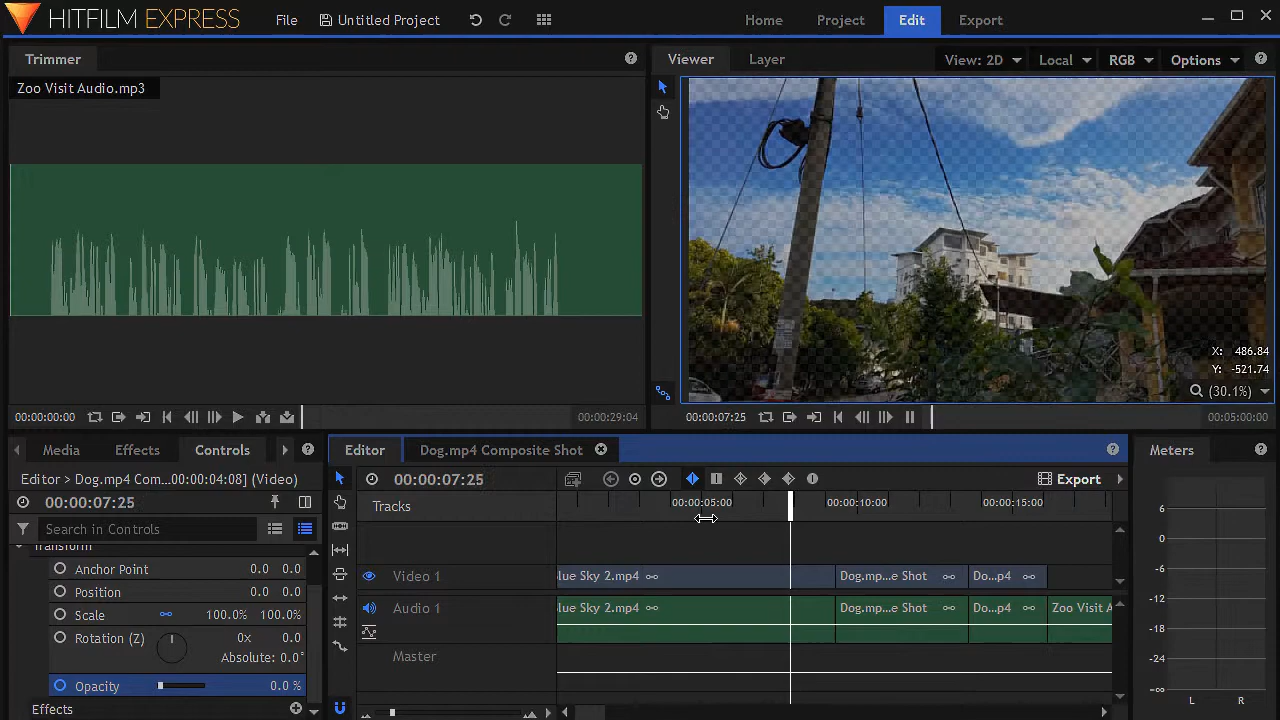 HITFILM EXPRESS
File
Untitled Project
Home
Project
Edit
Export
Trimmer
Viewer
Layer
View: 2D
Local
RGB
Options
Zoo Visit Audio.mp3
X: 486.84
Y: -521.74
(30.1%)
00:00:00:00
00:00:29:04
00:00:07:25
00:05:00:00
Media
Effects
Controls
Editor
Dog.mp4 Composite Shot
Meters
Editor > Dog.mp4 Com...00:00:04:08] (Video)
00:00:07:25
Search in Controls
Transform
Anchor Point 0.0 0.0
Position 0.0 0.0
Scale 100.0% 100.0%
Rotation (Z) 0x 0.0
Absolute: 0.0°
Opacity 0.0 %
Effects
00:00:07:25
Export
Tracks
00:00:05:00
00:00:10:00
00:00:15:00
Video 1
lue Sky 2.mp4
Dog.mp...e Shot
Do...p4
Audio 1
lue Sky 2.mp4
Dog.mp...e Shot
Do...p4
Zoo Visit A
Master
6
0
-6
-12
-18
-24
-∞
L R